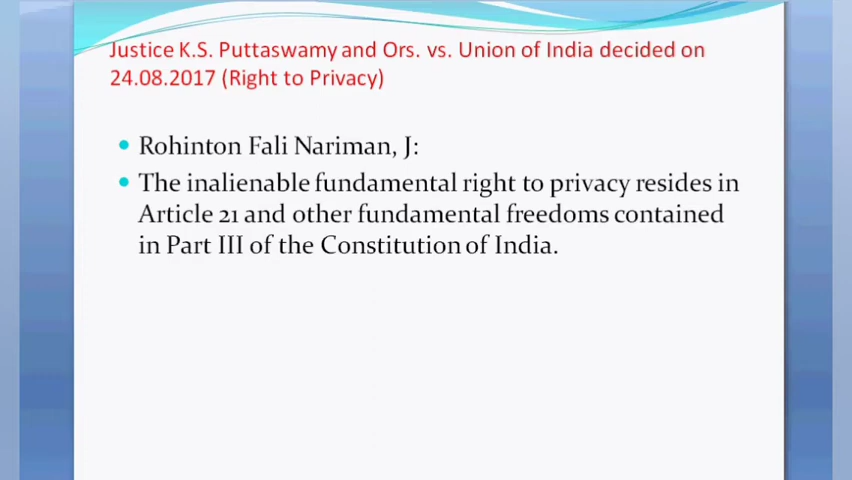 Justice K.S. Puttaswamy and Ors. vs. Union of India decided on
24.08.2017 (Right to Privacy)
• Rohinton Fali Nariman, J:
• The inalienable fundamental right to privacy resides in
Article 21 and other fundamental freedoms contained
in Part III of the Constitution of India.